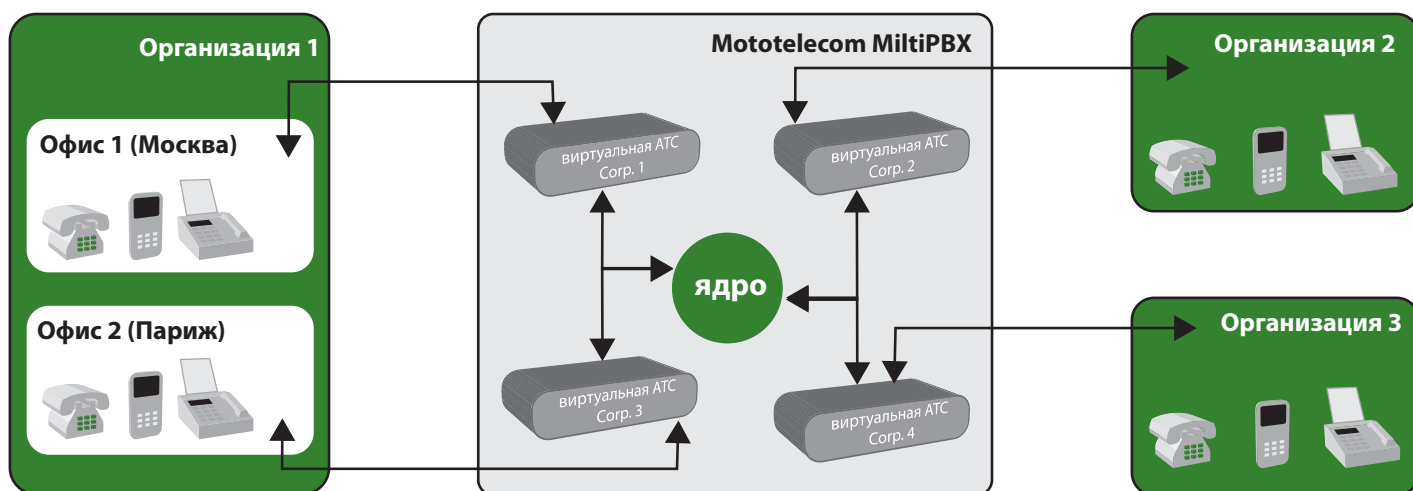 Организация 1
Офис 1 (Москва)
Офис 2 (Париж)
Mototelecom MiltiPBX
виртуальная АТС
Corp. 1
виртуальная АТС
Corp. 2
ядро
виртуальная АТС
Corp. 3
виртуальная АТС
Corp. 4
Организация 2
Организация 3